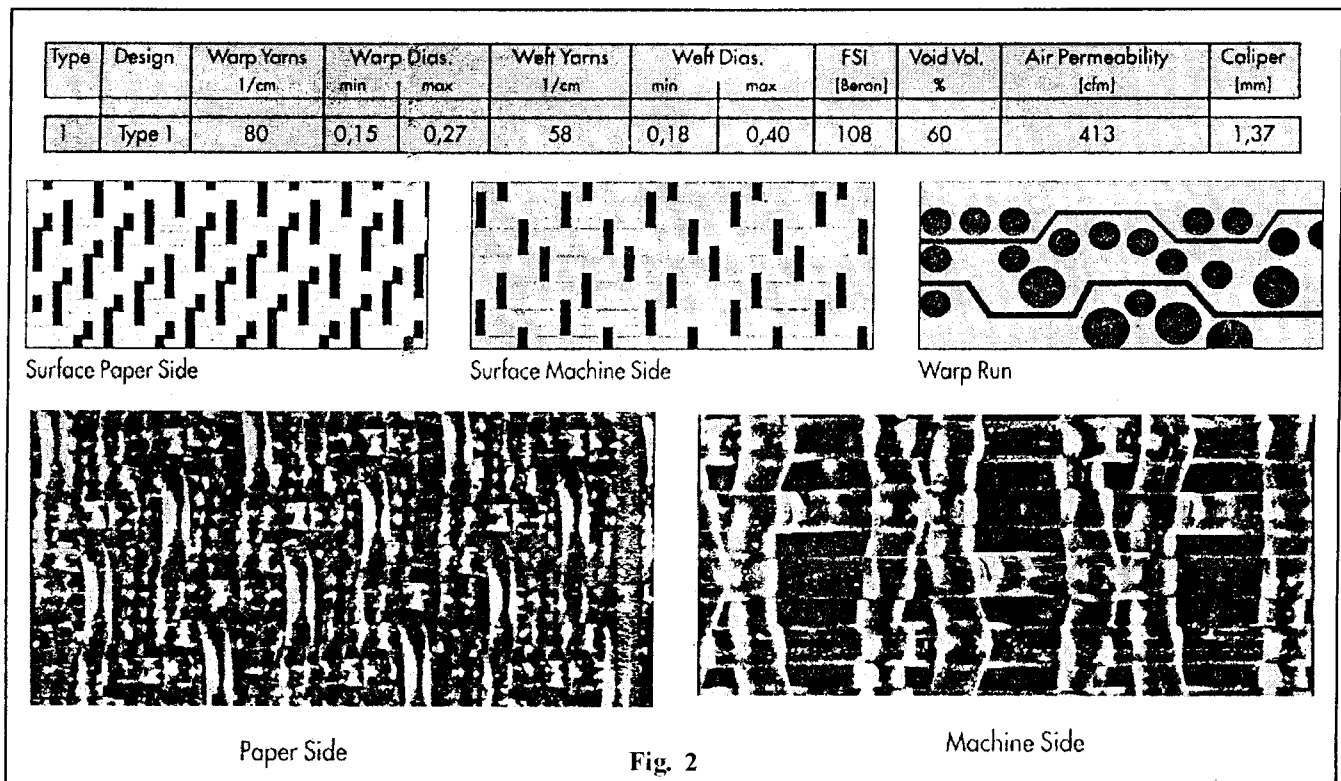 Type Design Warp Yarns Warp Dias. Weft Yarns Weft Dias. FSI Void Vol. Air Permeability Caliper
1/cm min max 1/cm min max [Beran] % [cfm] [mm]
1 Type 1 80 0,15 0,27 58 0,18 0,40 108 60 413 1,37
Surface Paper Side Surface Machine Side Warp Run
Paper Side Machine Side
Fig. 2